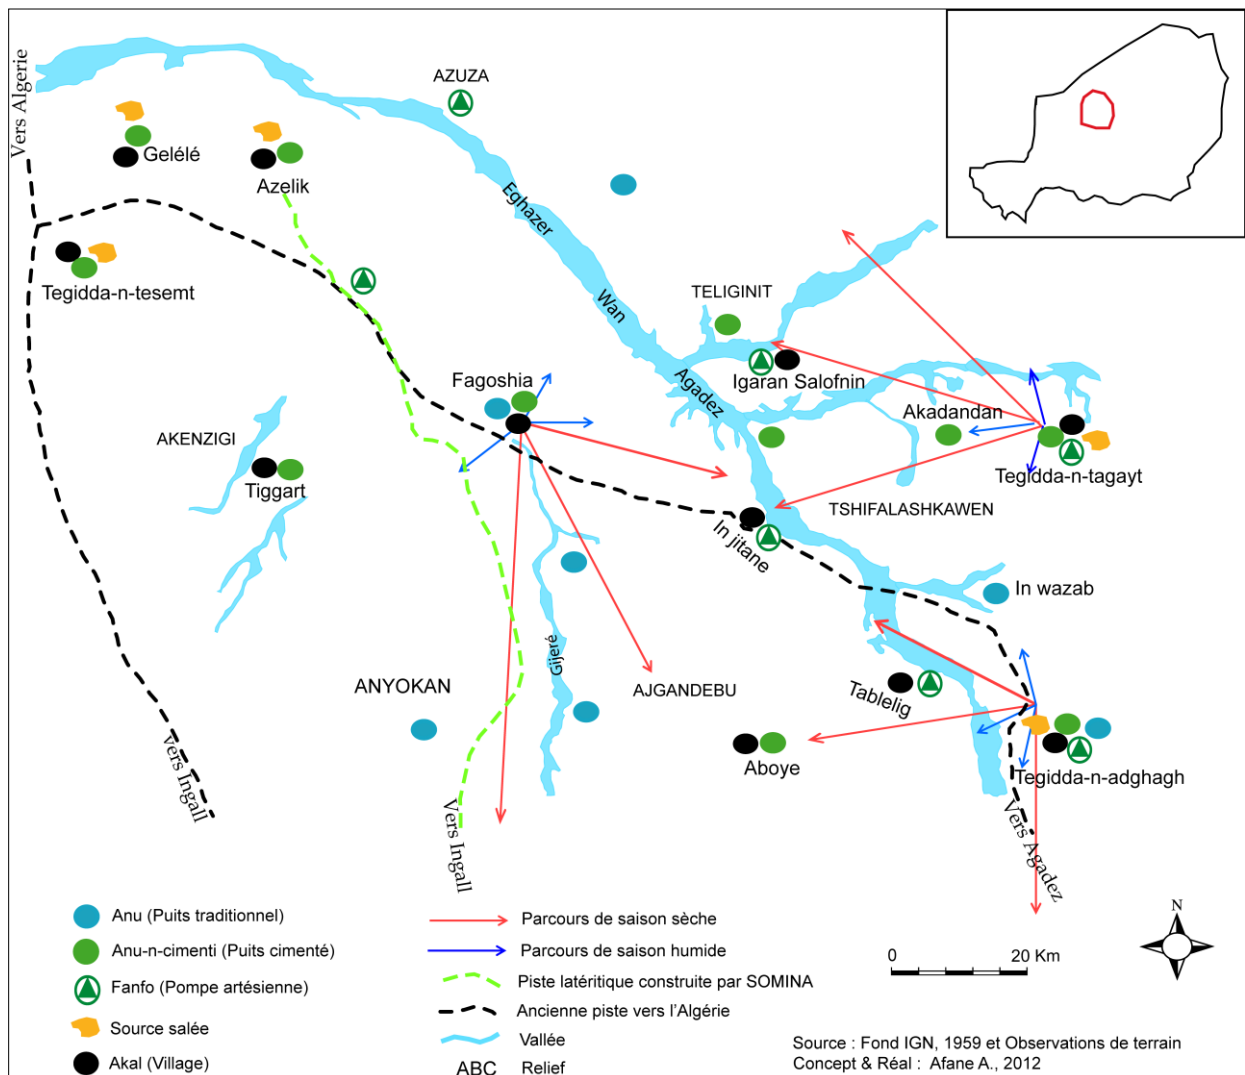 Vers Algerie
AZUZA
Gelélé
Azelik
Eghazer
Wan
Agadez
Tegidda-n-tesemt
TELIGINIT
Igaran Salofnin
Fagoshia
Akadandan
AKENZIGI
Tiggart
Tegidda-n-tagayt
TSHIFALASHKAWEN
In jitane
In wazab
Gijeré
ANYOKAN
AJGANDEBU
Tablelig
Aboye
Tegidda-n-adghagh
Vers Ingall
Vers Ingall
Vers Agadez
Anu (Puits traditionnel)
Anu-n-cimenti (Puits cimenté)
Fanfo (Pompe artésienne)
Source salée
Akal (Village)
Parcours de saison sèche
Parcours de saison humide
Piste latéritique construite par SOMINA
Ancienne piste vers l'Algérie
Vallée
ABC Relief
N
0 20 Km
Source : Fond IGN, 1959 et Observations de terrain
Concept & Réal : Afane A., 2012